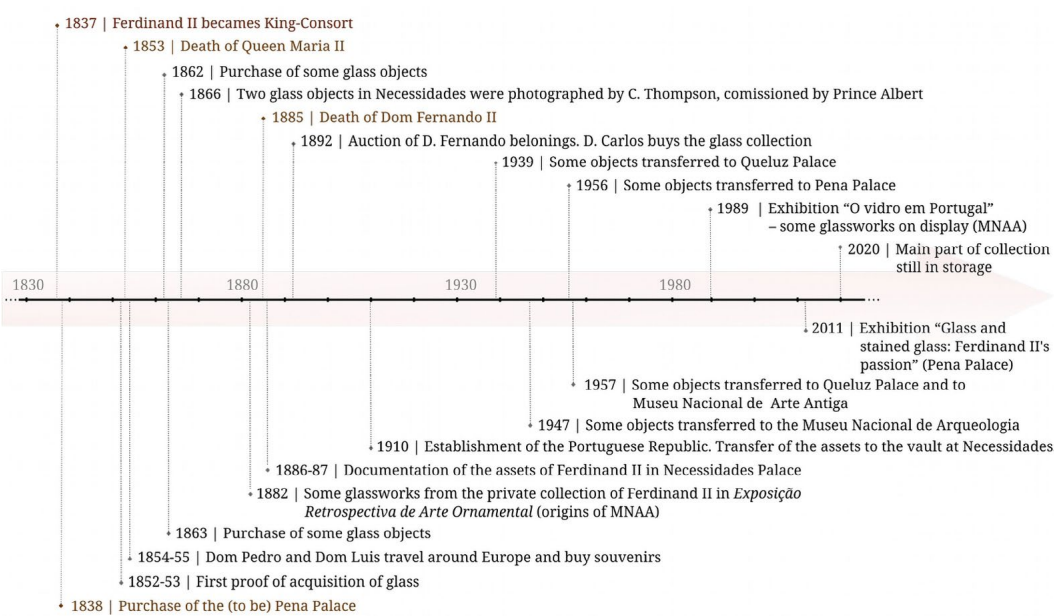 1837 | Ferdinand II becames King-Consort
1853 | Death of Queen Maria II
1862 | Purchase of some glass objects
1866 | Two glass objects in Necessidades were photographed by C. Thompson, comissioned by Prince Albert
1885 | Death of Dom Fernando II
1892 | Auction of D. Fernando belonings. D. Carlos buys the glass collection
1939 | Some objects transferred to Queluz Palace
1956 | Some objects transferred to Pena Palace
1989 | Exhibition “O vidro em Portugal”
– some glassworks on display (MNAA)
2020 | Main part of collection
still in storage
1830 1880 1930 1980
2011 | Exhibition “Glass and
stained glass: Ferdinand II's
passion” (Pena Palace)
1957 | Some objects transferred to Queluz Palace and to
Museu Nacional de Arte Antiga
1947 | Some objects transferred to the Museu Nacional de Arqueologia
1910 | Establishment of the Portuguese Republic. Transfer of the assets to the vault at Necessidades
1886-87 | Documentation of the assets of Ferdinand II in Necessidades Palace
1882 | Some glassworks from the private collection of Ferdinand II in Exposição
Retrospectiva de Arte Ornamental (origins of MNAA)
1863 | Purchase of some glass objects
1854-55 | Dom Pedro and Dom Luis travel around Europe and buy souvenirs
1852-53 | First proof of acquisition of glass
1838 | Purchase of the (to be) Pena Palace